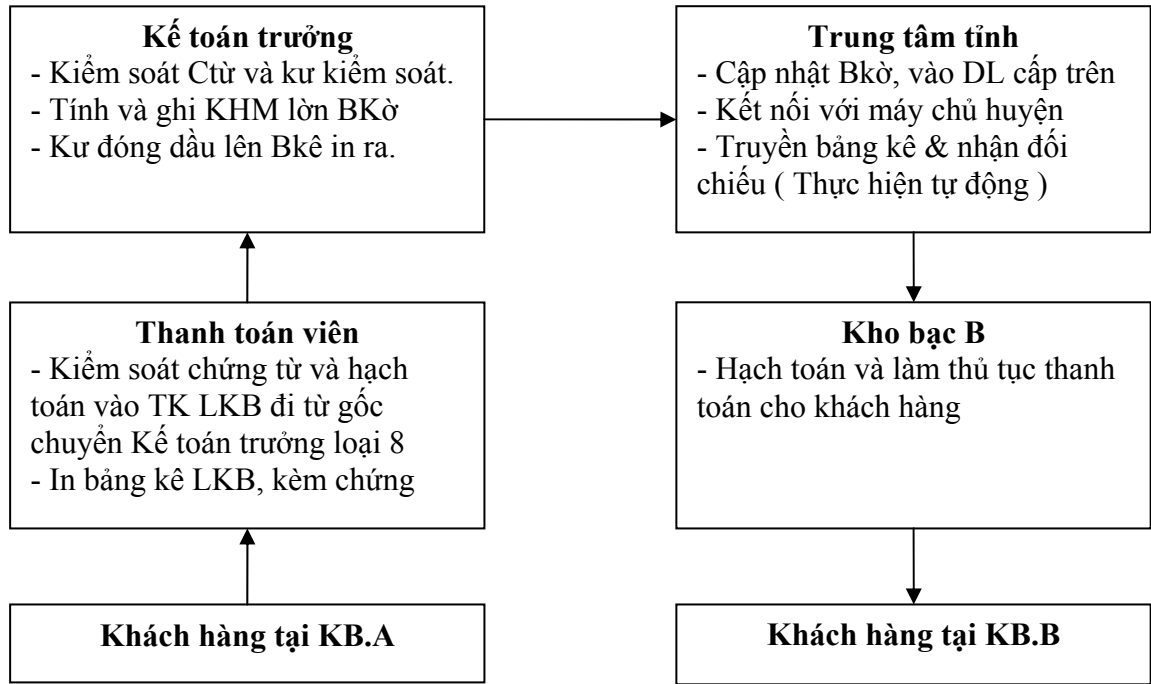 Kế toán trưởng
- Kiểm soát Ctừ và kư kiểm soát.
- Tính và ghi KHM lờn BKờ
- Kư đóng dầu lên Bkê in ra.
Trung tâm tỉnh
- Cập nhật Bkờ, vào DL cấp trên
- Kết nối với máy chủ huyện
- Truyền bảng kê & nhận đối
chiếu ( Thực hiện tự động )
Thanh toán viên
- Kiểm soát chứng từ và hạch
toán vào TK LKB đi từ gốc
chuyển Kế toán trưởng loại 8
- In bảng kê LKB, kèm chứng
Kho bạc B
- Hạch toán và làm thủ tục thanh
toán cho khách hàng
Khách hàng tại KB.A
Khách hàng tại KB.B